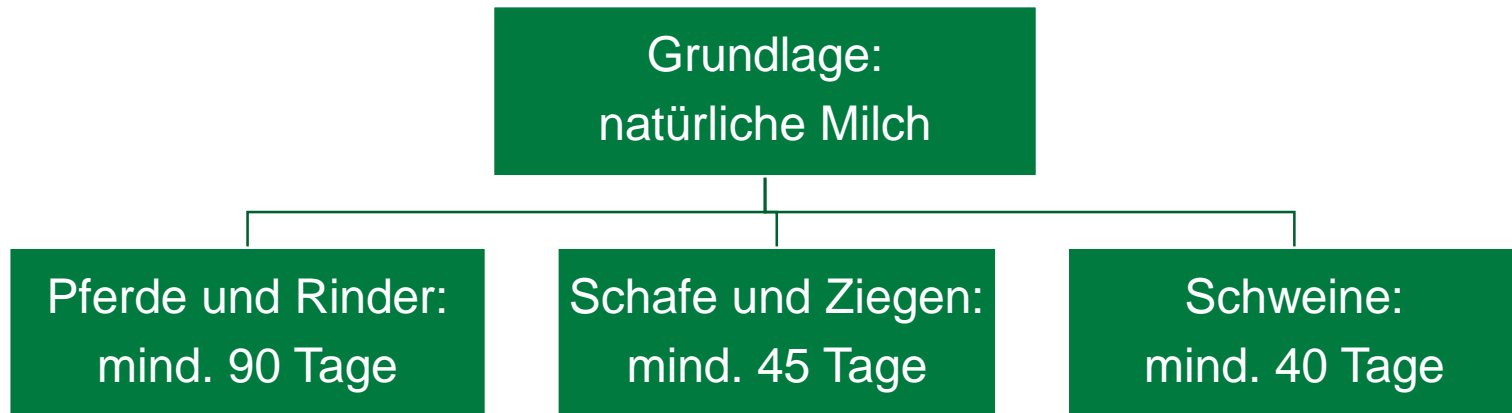 Grundlage:
natürliche Milch
Pferde und Rinder:
mind. 90 Tage
Schafe und Ziegen:
mind. 45 Tage
Schweine:
mind. 40 Tage